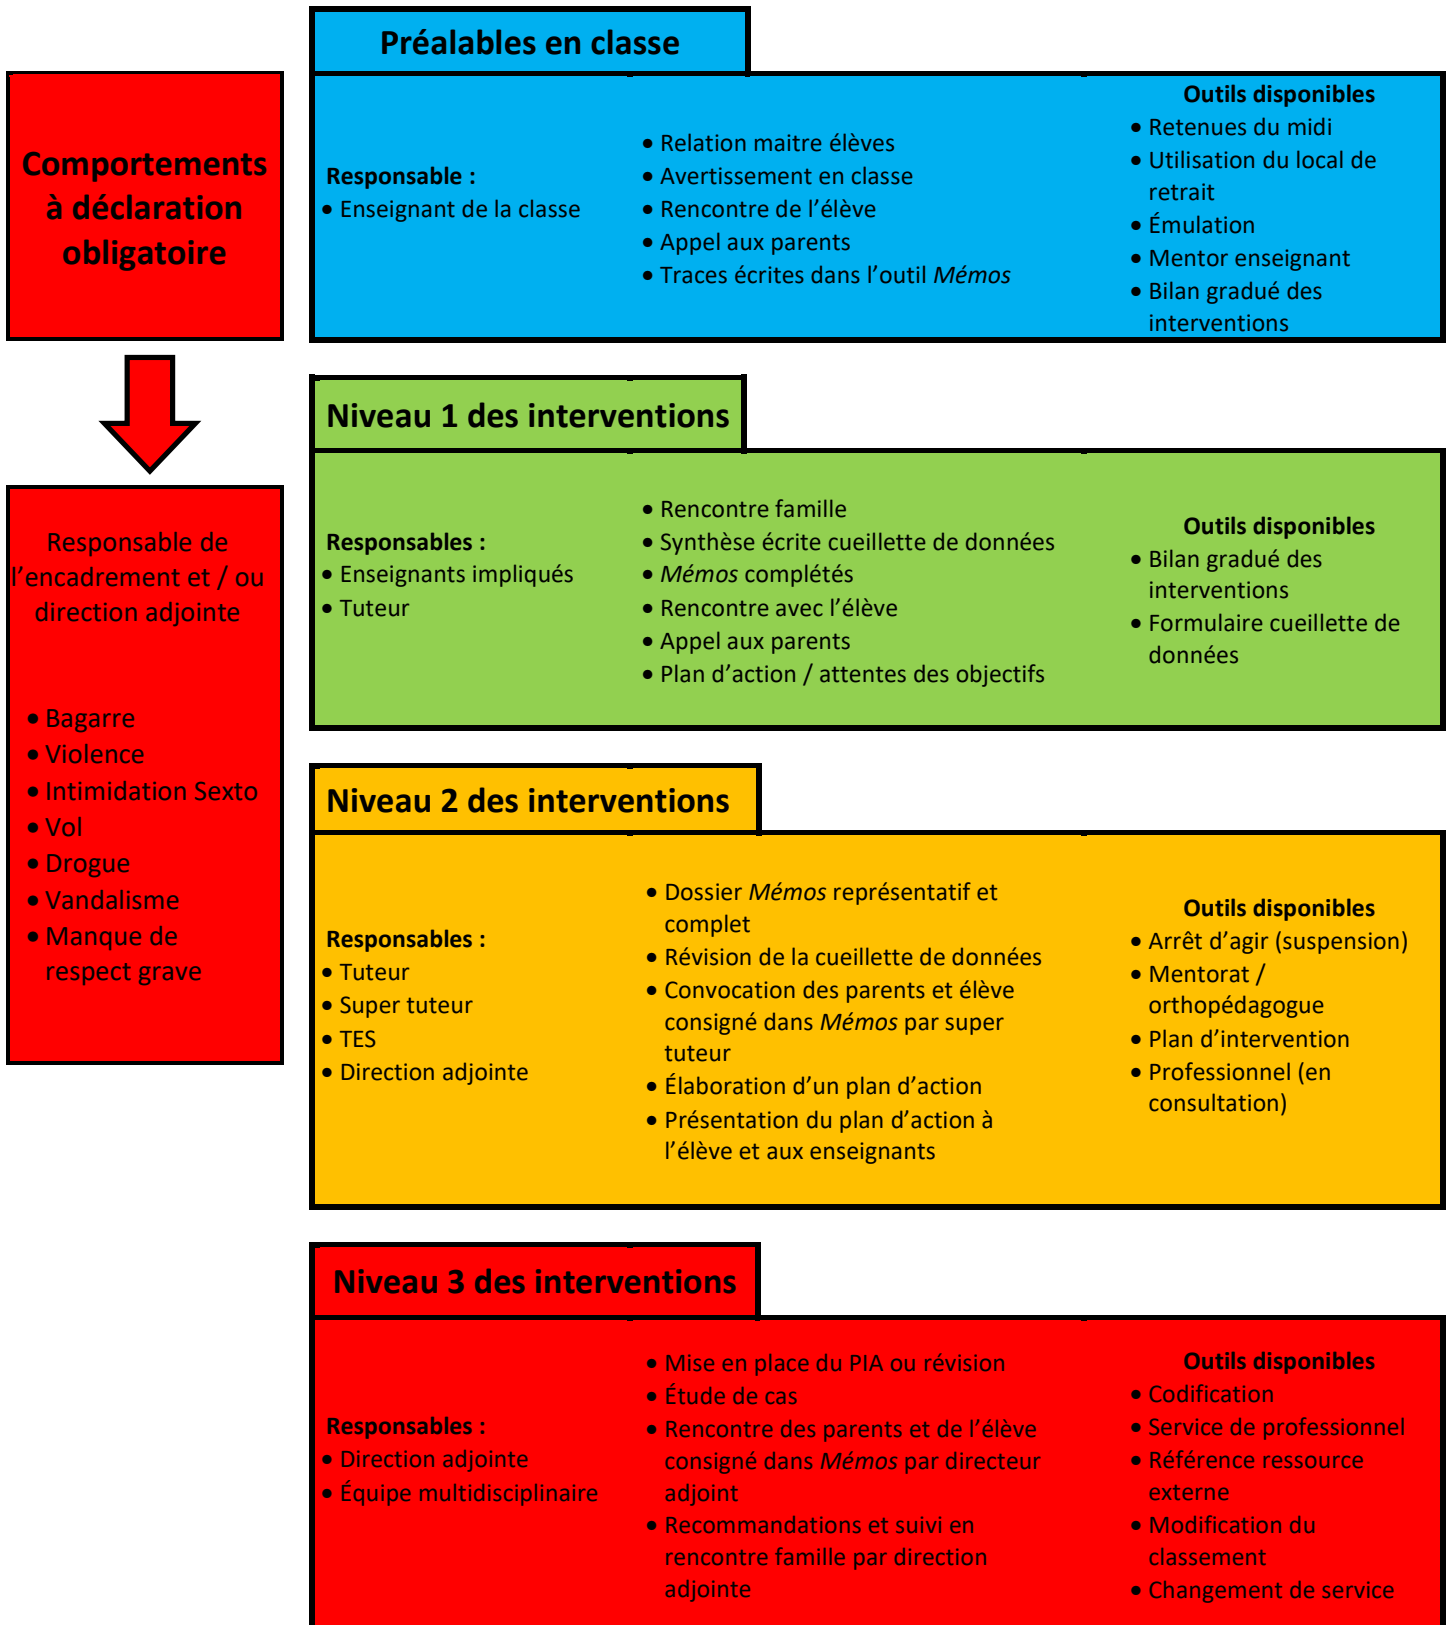 Comportements
à déclaration
obligatoire
Responsable de
l’encadrement et / ou
direction adjointe
• Bagarre
• Violence
• Intimidation Sexto
• Vol
• Drogue
• Vandalisme
• Manque de
respect grave
Préalables en classe
Responsable :
• Enseignant de la classe
• Relation maitre élèves
• Avertissement en classe
• Rencontre de l’élève
• Appel aux parents
• Traces écrites dans l’outil Mémos
Outils disponibles
• Retenues du midi
• Utilisation du local de
retrait
• Émulation
• Mentor enseignant
• Bilan gradué des
interventions
Niveau 1 des interventions
Responsables :
• Enseignants impliqués
• Tuteur
• Rencontre famille
• Synthèse écrite cueillette de données
• Mémos complétés
• Rencontre avec l’élève
• Appel aux parents
• Plan d’action / attentes des objectifs
Outils disponibles
• Bilan gradué des
interventions
• Formulaire cueillette de
données
Niveau 2 des interventions
Responsables :
• Tuteur
• Super tuteur
• TES
• Direction adjointe
• Dossier Mémos représentatif et
complet
• Révision de la cueillette de données
• Convocation des parents et élève
consigné dans Mémos par super
tuteur
• Élaboration d’un plan d’action
• Présentation du plan d’action à
l’élève et aux enseignants
Outils disponibles
• Arrêt d’agir (suspension)
• Mentorat /
orthopédagogue
• Plan d’intervention
• Professionnel (en
consultation)
Niveau 3 des interventions
Responsables :
• Direction adjointe
• Équipe multidisciplinaire
• Mise en place du PIA ou révision
• Étude de cas
• Rencontre des parents et de l’élève
consigné dans Mémos par directeur
adjoint
• Recommandations et suivi en
rencontre famille par direction
adjointe
Outils disponibles
• Codification
• Service de professionnel
• Référence ressource
externe
• Modification du
classement
• Changement de service